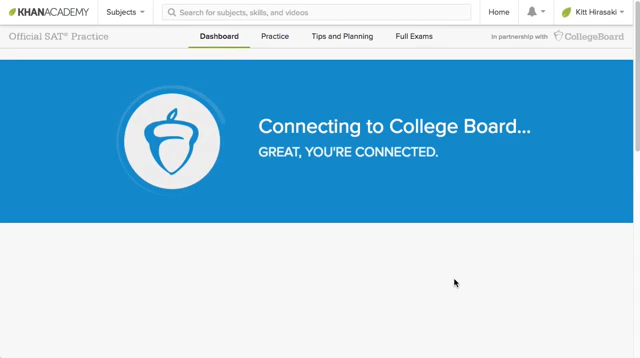 KHANACADEMY Subjects Search for subjects, skills, and videos Home Kitt Hirasaki
Official SAT® Practice Dashboard Practice Tips and Planning Full Exams In partnership with CollegeBoard
Connecting to College Board...
GREAT, YOU'RE CONNECTED.